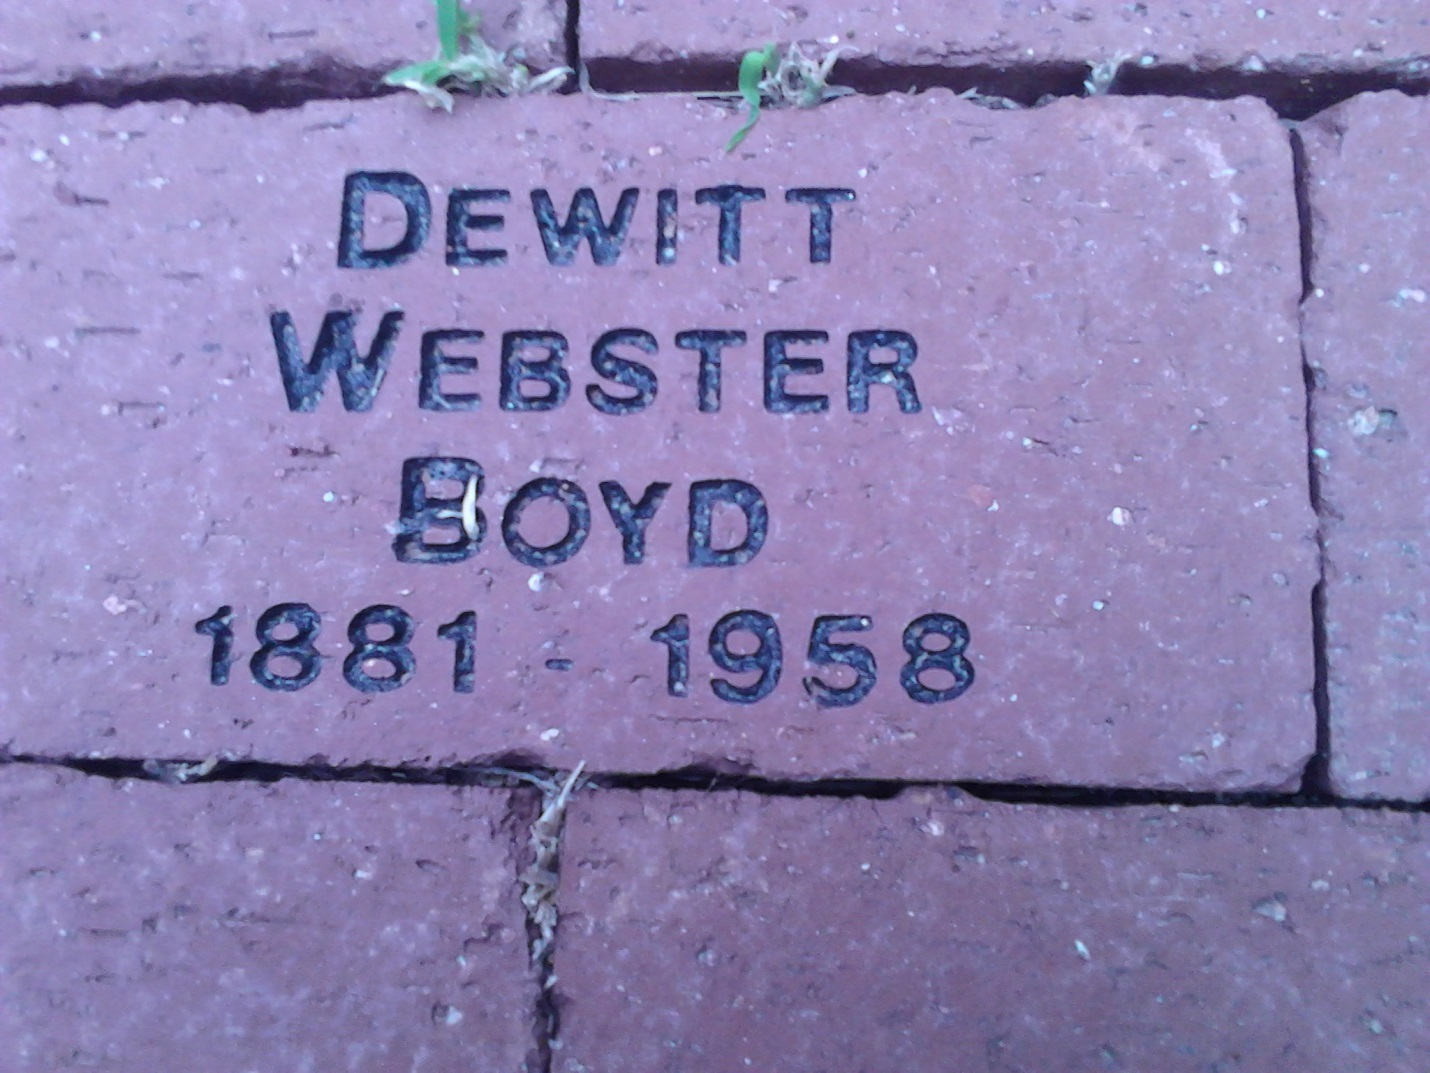 DEWITT
WEBSTER
BOYD
1881 - 1958